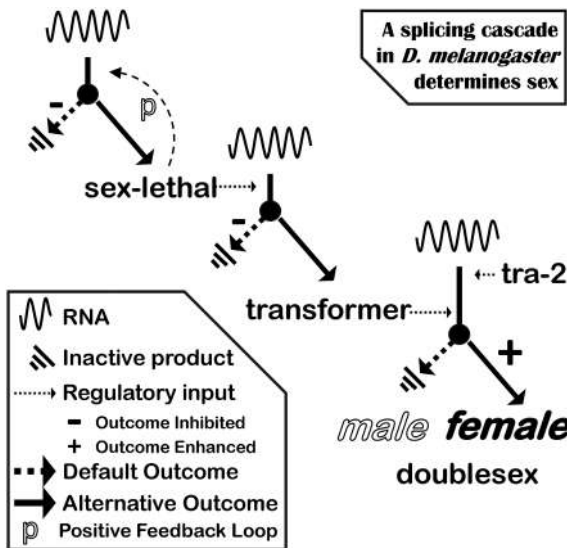 A splicing cascade
in D. melanogaster
determines sex
-
p
sex-lethal
-
tra-2
transformer
+
male female
doublesex
RNA
Inactive product
Regulatory input
- Outcome Inhibited
+ Outcome Enhanced
Default Outcome
Alternative Outcome
p Positive Feedback Loop